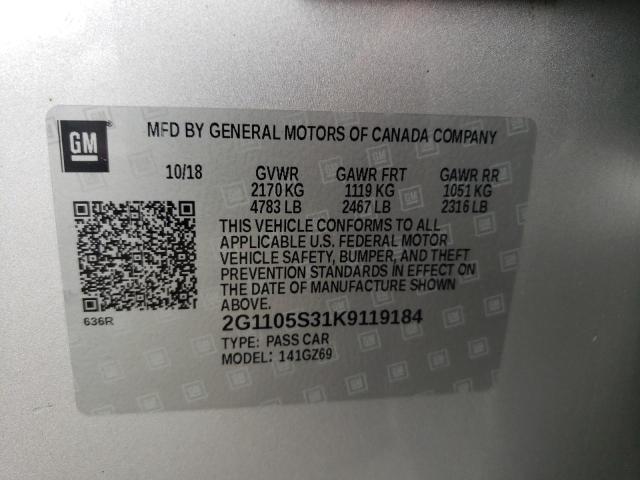 GM
MFD BY GENERAL MOTORS OF CANADA COMPANY
10/18 GVWR GAWR FRT GAWR RR
2170 KG 1119 KG 1051 KG
4783 LB 2467 LB 2316 LB
THIS VEHICLE CONFORMS TO ALL
APPLICABLE U.S. FEDERAL MOTOR
VEHICLE SAFETY, BUMPER, AND THEFT
PREVENTION STANDARDS IN EFFECT ON
THE DATE OF MANUFACTURE SHOWN
ABOVE.
636R
2G1105S31K9119184
TYPE: PASS CAR
MODEL: 141GZ69